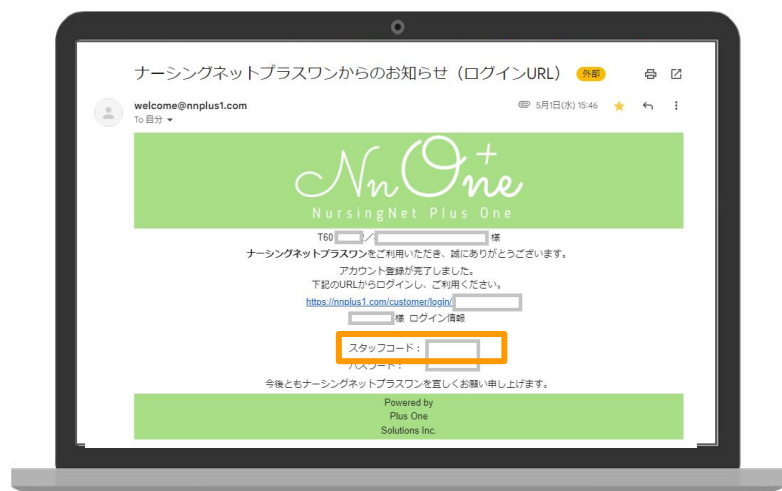 ナーシングネットプラスワンからのお知らせ（ログインURL） 外部
welcome@nnplus1.com 5月1日(水) 15:46
To 自分
Nn One+
NursingNet Plus One
T60 ／ 様
ナーシングネットプラスワンをご利用いただき、誠にありがとうございます。
アカウント登録が完了しました。
下記のURLからログインし、ご利用ください。
https://nnplus1.com/customer/login/
様 ログイン情報
スタッフコード：
パスワード：
今後ともナーシングネットプラスワンを宜しくお願い申し上げます。
Powered by
Plus One
Solutions Inc.